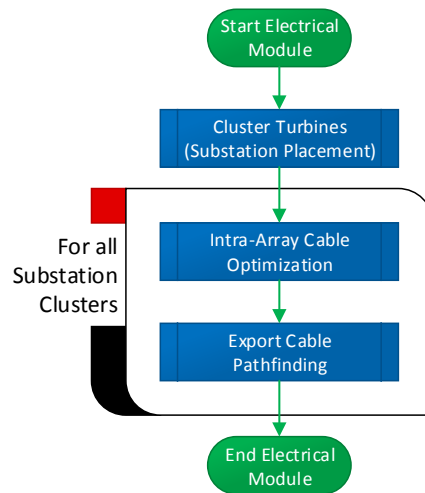 Start Electrical
Module
Cluster Turbines
(Substation Placement)
For all
Substation
Clusters
Intra-Array Cable
Optimization
Export Cable
Pathfinding
End Electrical
Module